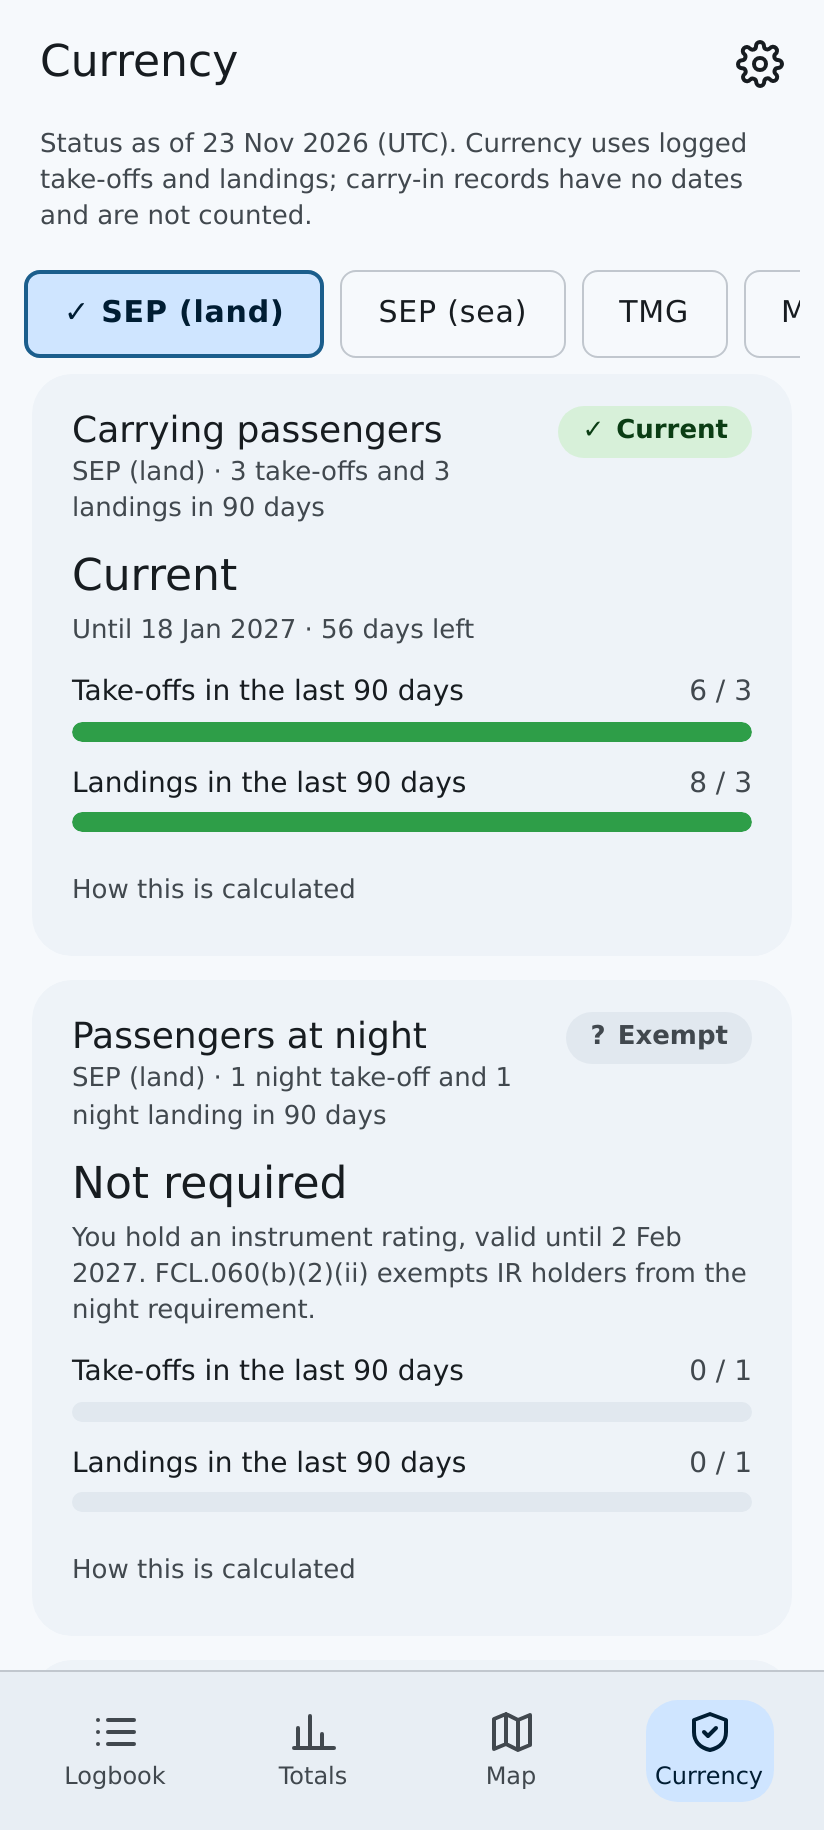 Currency
Status as of 23 Nov 2026 (UTC). Currency uses logged
take-offs and landings; carry-in records have no dates
and are not counted.
✓ SEP (land)
SEP (sea)
TMG
M
Carrying passengers
✓ Current
SEP (land) · 3 take-offs and 3
landings in 90 days
Current
Until 18 Jan 2027 · 56 days left
Take-offs in the last 90 days 6 / 3
Landings in the last 90 days 8 / 3
How this is calculated
Passengers at night
? Exempt
SEP (land) · 1 night take-off and 1
night landing in 90 days
Not required
You hold an instrument rating, valid until 2 Feb
2027. FCL.060(b)(2)(ii) exempts IR holders from the
night requirement.
Take-offs in the last 90 days 0 / 1
Landings in the last 90 days 0 / 1
How this is calculated
Logbook
Totals
Map
Currency